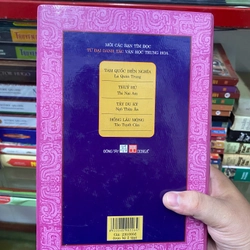 MỜI CÁC BẠN TÌM ĐỌC
TỨ ĐẠI DANH TÁC VĂN HỌC TRUNG HOA
TAM QUỐC DIỄN NGHĨA
La Quán Trung
THUỶ HỬ
Thi Nại Am
TÂY DU KÝ
Ngô Thừa Ân
HỒNG LÂU MỘNG
Tào Tuyết Cần
ĐÔNG TÂY